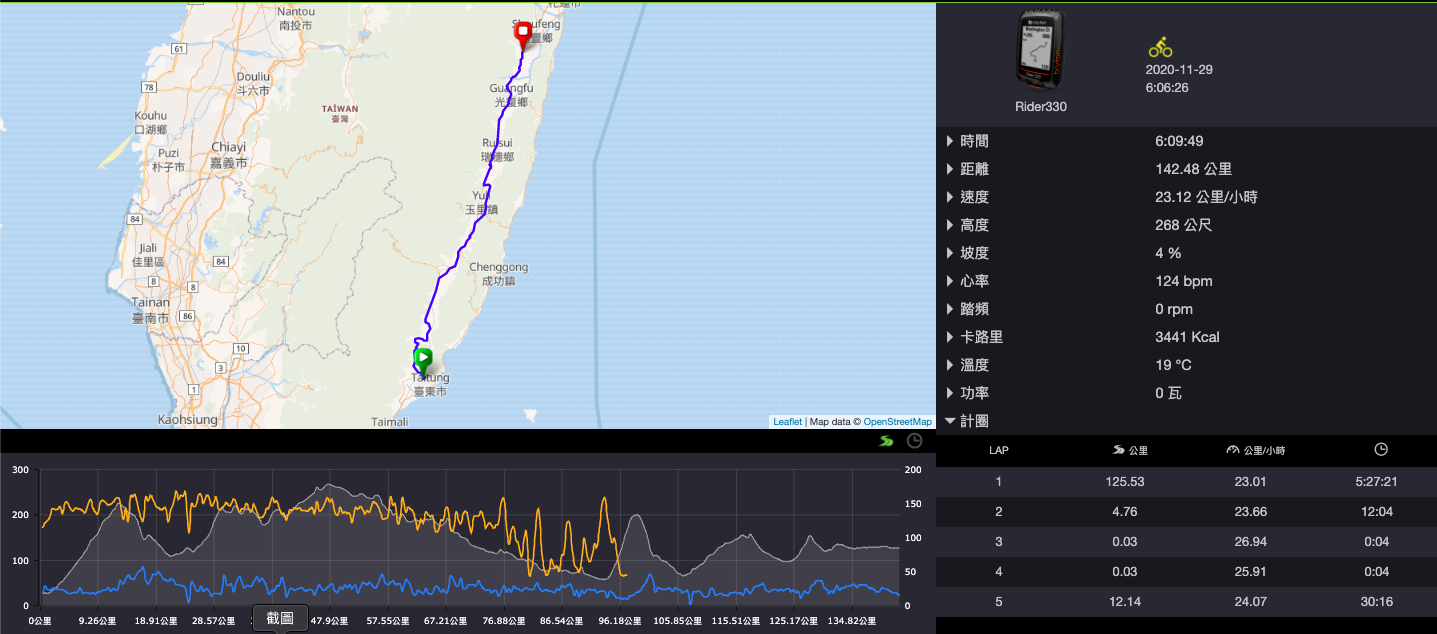 Nantou
南投市
花蓮市
Shoufeng
壽豐鄉
61
Douliu
斗六市
78
Guangfu
光復鄉
TAIWAN
臺灣
Kouhu
口湖鄉
Chiayi
嘉義市
Puzi
朴子市
Ruisui
瑞穗鄉
Yuli
玉里鎮
84
Jiali
佳里區
84
Chenggong
成功鎮
8
8
Tainan
臺南市
86
10
3
1
Taitung
臺東市
Kaohsiung
Taimali
Leaflet | Map data © OpenStreetMap
Rider330
2020-11-29
6:06:26
時間 6:09:49
距離 142.48 公里
速度 23.12 公里/小時
高度 268 公尺
坡度 4 %
心率 124 bpm
踏頻 0 rpm
卡路里 3441 Kcal
溫度 19 °C
功率 0 瓦
計圈
LAP 公里 公里/小時
1 125.53 23.01 5:27:21
2 4.76 23.66 12:04
3 0.03 26.94 0:04
4 0.03 25.91 0:04
5 12.14 24.07 30:16
300 200
200 150
100 100
0 50
0
0公里 9.26公里 18.91公里 28.57公里 47.9公里 57.55公里 67.21公里 76.88公里 86.54公里 96.18公里 105.85公里 115.51公里 125.17公里 134.82公里
截圖